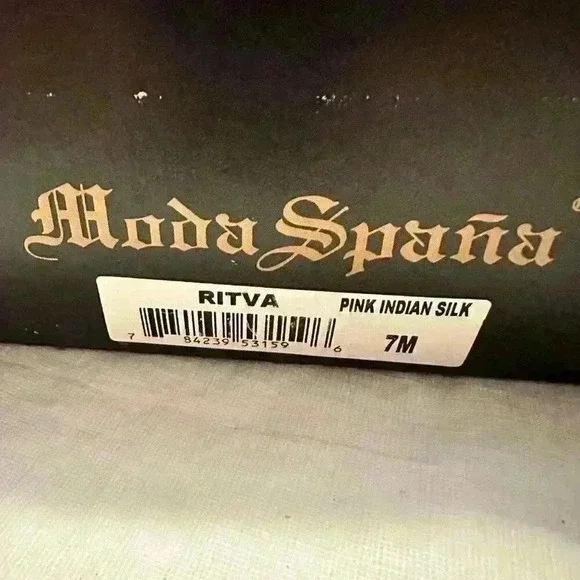 Moda Spaña
RITVA PINK INDIAN SILK
7 84239 53159 6 7M